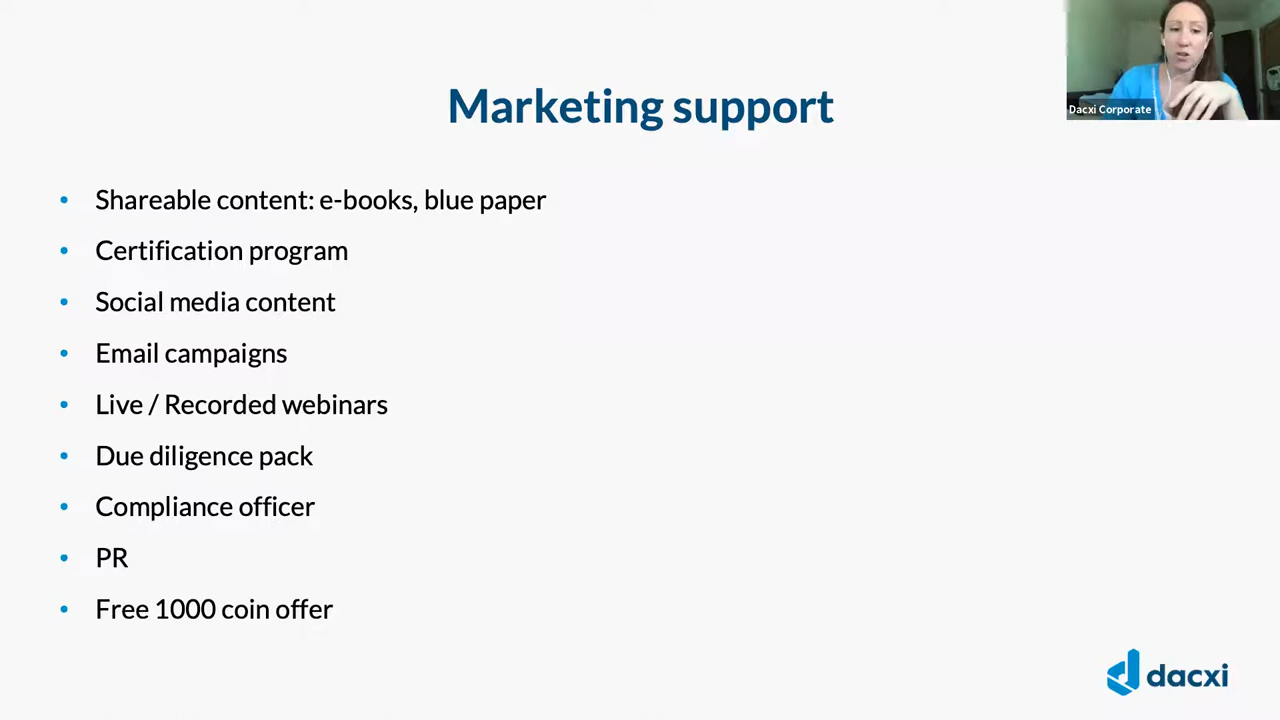 Marketing support
Dacxi Corporate
• Shareable content: e-books, blue paper
• Certification program
• Social media content
• Email campaigns
• Live / Recorded webinars
• Due diligence pack
• Compliance officer
• PR
• Free 1000 coin offer
dacxi